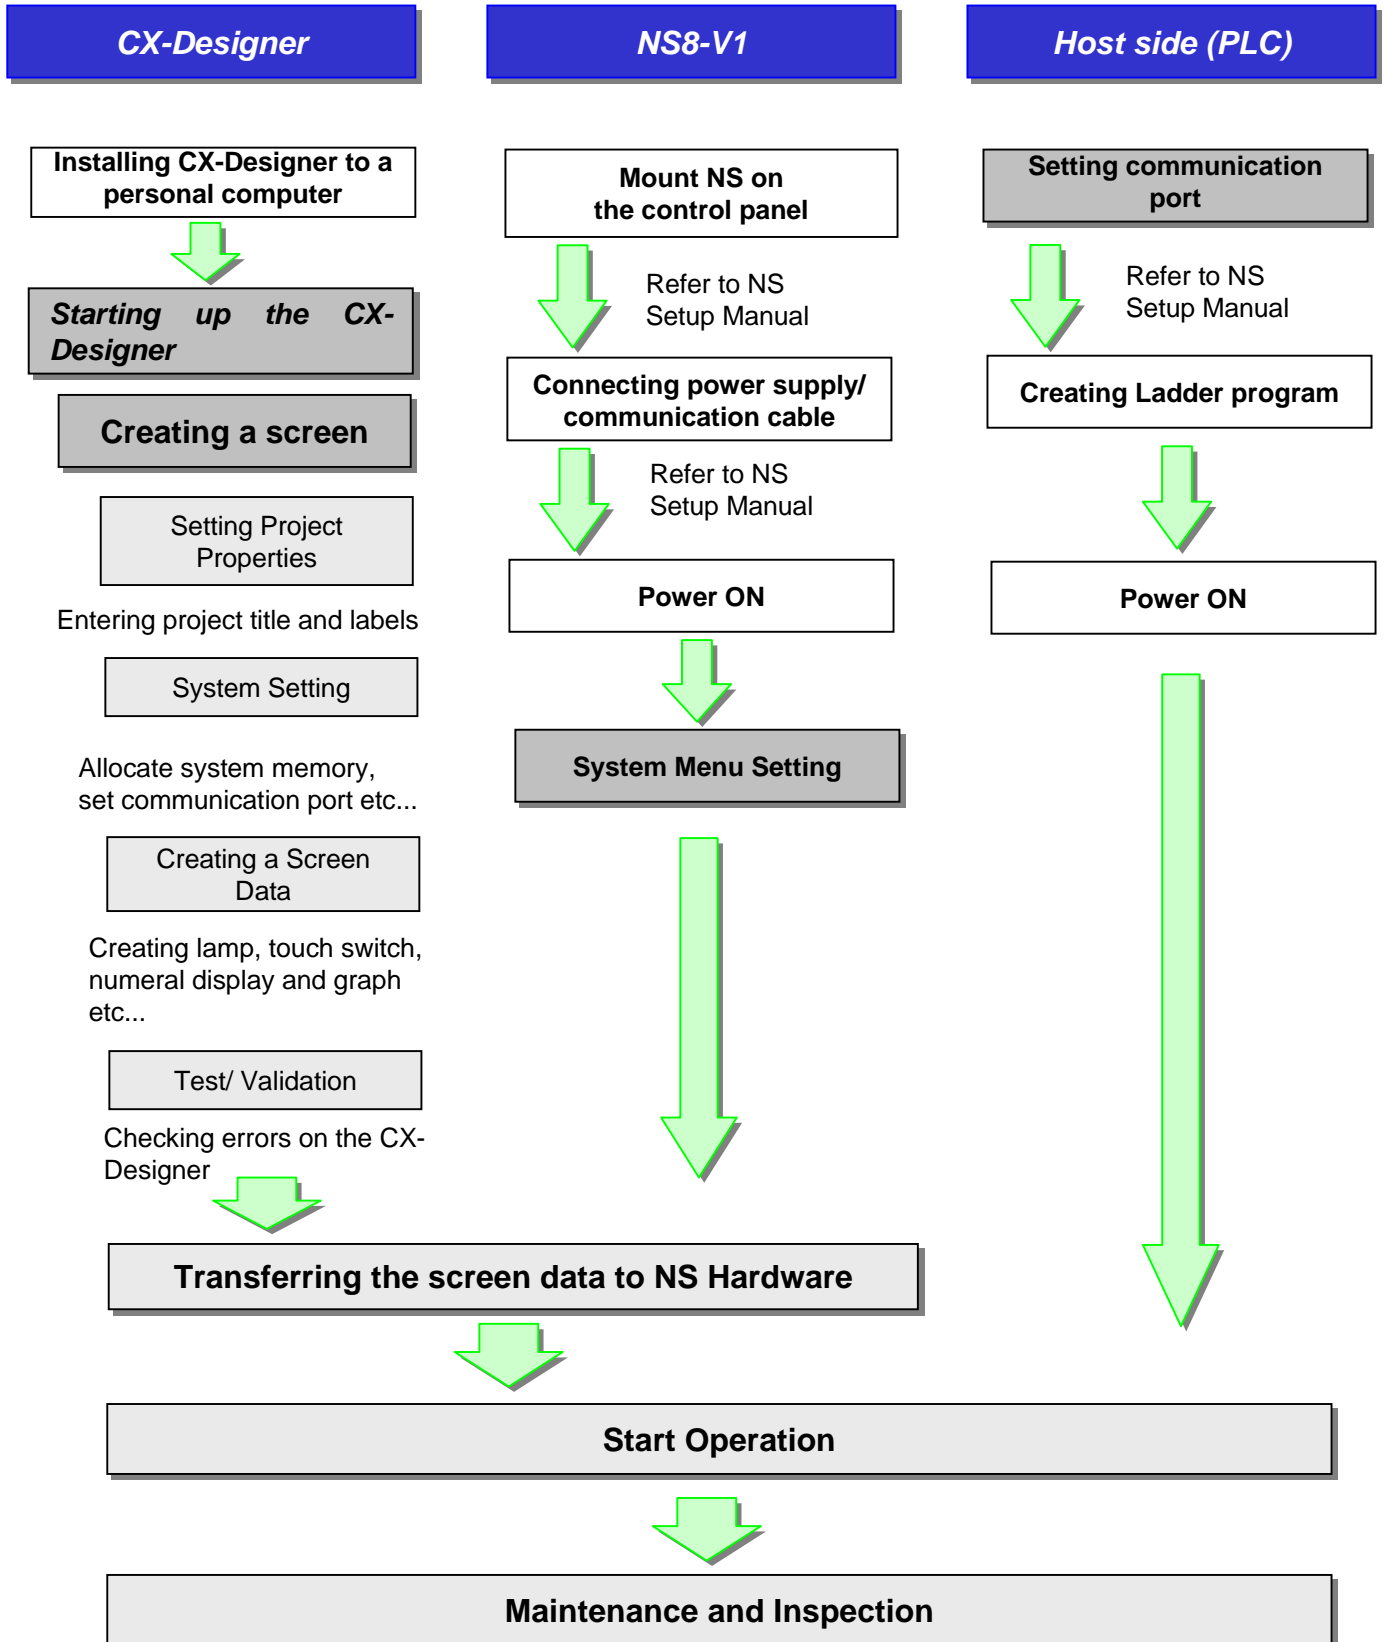 CX-Designer
NS8-V1
Host side (PLC)
Installing CX-Designer to a
personal computer
Starting up the CX-
Designer
Creating a screen
Setting Project
Properties
Entering project title and labels
System Setting
Allocate system memory,
set communication port etc...
Creating a Screen
Data
Creating lamp, touch switch,
numeral display and graph
etc...
Test/ Validation
Checking errors on the CX-
Designer
Mount NS on
the control panel
Refer to NS
Setup Manual
Connecting power supply/
communication cable
Refer to NS
Setup Manual
Power ON
System Menu Setting
Setting communication
port
Refer to NS
Setup Manual
Creating Ladder program
Power ON
Transferring the screen data to NS Hardware
Start Operation
Maintenance and Inspection